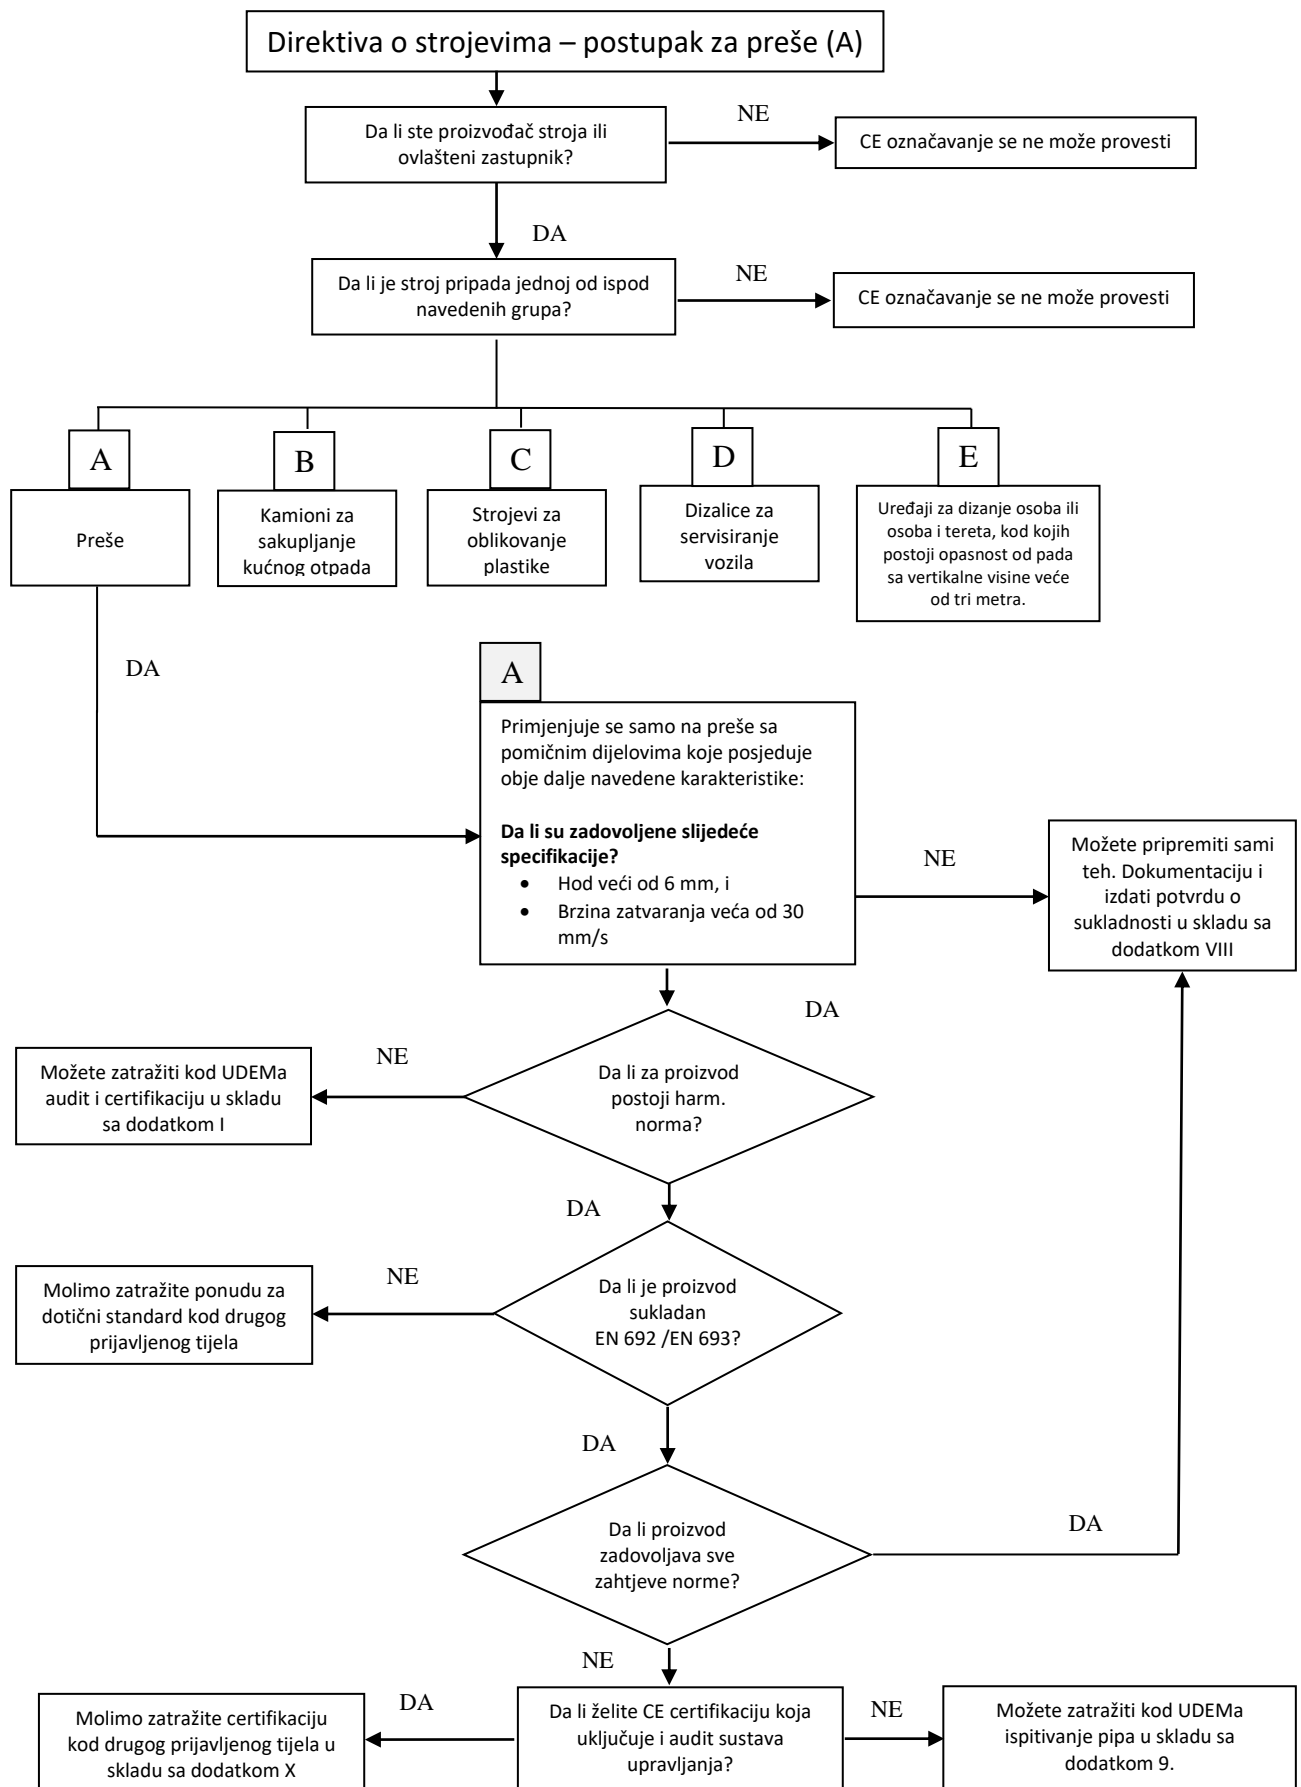 Direktiva o strojevima – postupak za preše (A)
Da li ste proizvođač stroja ili
ovlašteni zastupnik?
NE
CE označavanje se ne može provesti
DA
Da li je stroj pripada jednoj od ispod
navedenih grupa?
NE
CE označavanje se ne može provesti
A
Preše
B
Kamioni za
sakupljanje
kućnog otpada
C
Strojevi za
oblikovanje
plastike
D
Dizalice za
servisiranje
vozila
E
Uređaji za dizanje osoba ili
osoba i tereta, kod kojih
postoji opasnost od pada
sa vertikalne visine veće
od tri metra.
DA
A
Primjenjuje se samo na preše sa
pomičnim dijelovima koje posjeduje
obje dalje navedene karakteristike:
Da li su zadovoljene slijedeće
specifikacije?
• Hod veći od 6 mm, i
• Brzina zatvaranja veća od 30
mm/s
NE
Možete pripremiti sami
teh. Dokumentaciju i
izdati potvrdu o
sukladnosti u skladu sa
dodatkom VIII
DA
Da li za proizvod
postoji harm.
norma?
NE
Možete zatražiti kod UDEMa
audit i certifikaciju u skladu
sa dodatkom I
DA
Da li je proizvod
sukladan
EN 692 /EN 693?
NE
Molimo zatražite ponudu za
dotični standard kod drugog
prijavljenog tijela
DA
Da li proizvod
zadovoljava sve
zahtjeve norme?
DA
NE
Da li želite CE certifikaciju koja
uključuje i audit sustava
upravljanja?
DA
Molimo zatražite certifikaciju
kod drugog prijavljenog tijela u
skladu sa dodatkom X
NE
Možete zatražiti kod UDEMa
ispitivanje pipa u skladu sa
dodatkom 9.